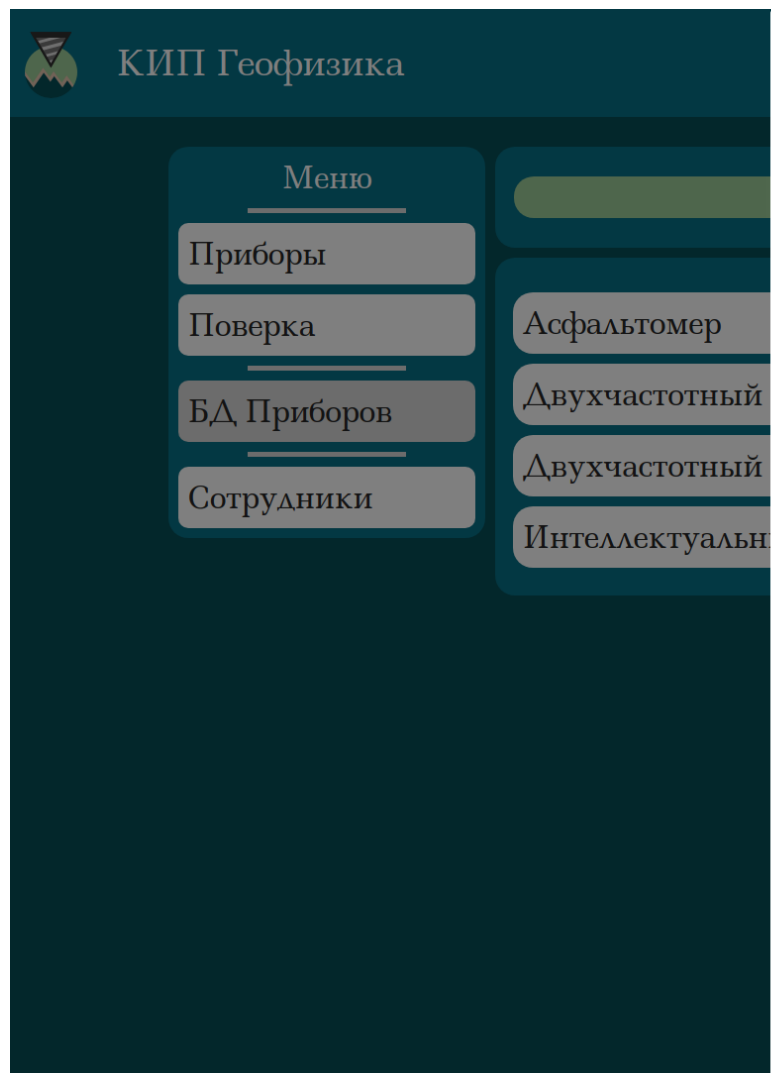 КИП Геофизика
Меню
Приборы
Поверка
БД Приборов
Сотрудники
Асфальтомер
Двухчастотный
Двухчастотный